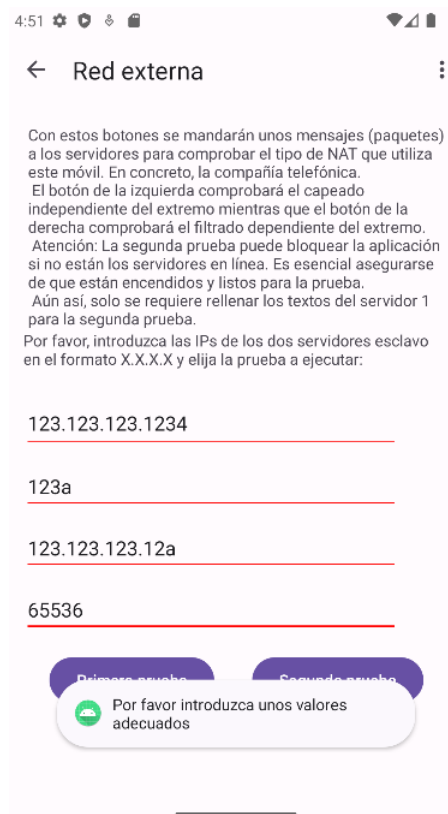 4:51
Red externa
Con estos botones se mandarán unos mensajes (paquetes)
a los servidores para comprobar el tipo de NAT que utiliza
este móvil. En concreto, la compañía telefónica.
El botón de la izquierda comprobará el capeado
independiente del extremo mientras que el botón de la
derecha comprobará el filtrado dependiente del extremo.
Atención: La segunda prueba puede bloquear la aplicación
si no están los servidores en línea. Es esencial asegurarse
de que están encendidos y listos para la prueba.
Aún así, solo se requiere rellenar los textos del servidor 1
para la segunda prueba.
Por favor, introduzca las IPs de los dos servidores esclavo
en el formato X.X.X.X y elija la prueba a ejecutar:
123.123.123.1234
123a
123.123.123.12a
65536
Primera prueba Segunda prueba
Por favor introduzca unos valores
adecuados